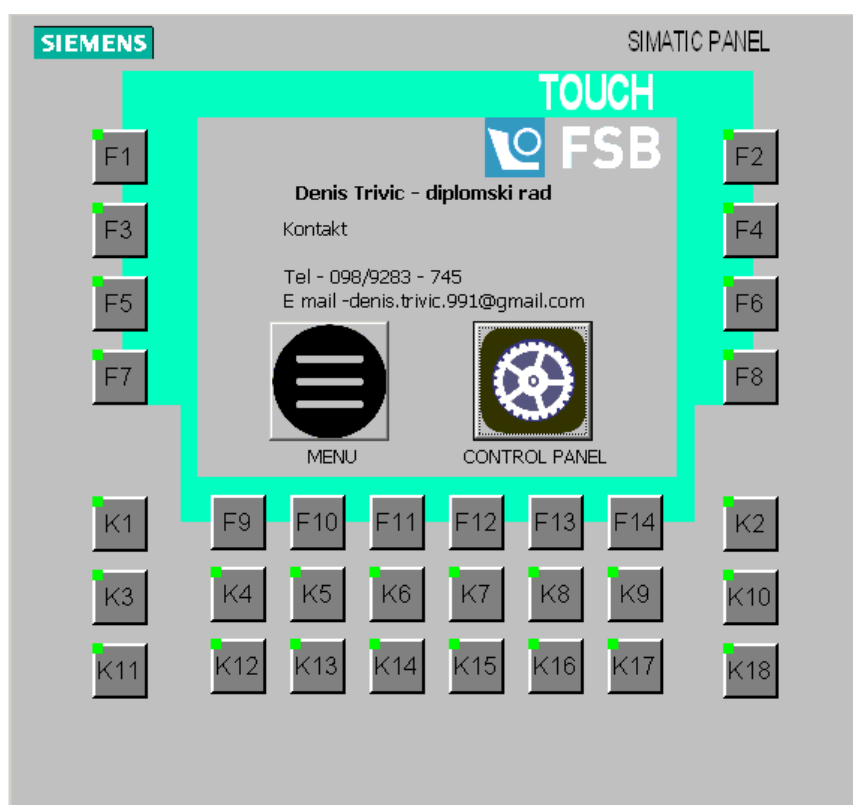 SIEMENS SIMATIC PANEL
TOUCH
FSB
F1 F2
Denis Trivic - diplomski rad
F3 Kontakt F4
Tel - 098/9283 - 745
F5 E mail -denis.trivic.991@gmail.com F6
F7 F8
MENU CONTROL PANEL
K1 F9 F10 F11 F12 F13 F14 K2
K3 K4 K5 K6 K7 K8 K9 K10
K11 K12 K13 K14 K15 K16 K17 K18